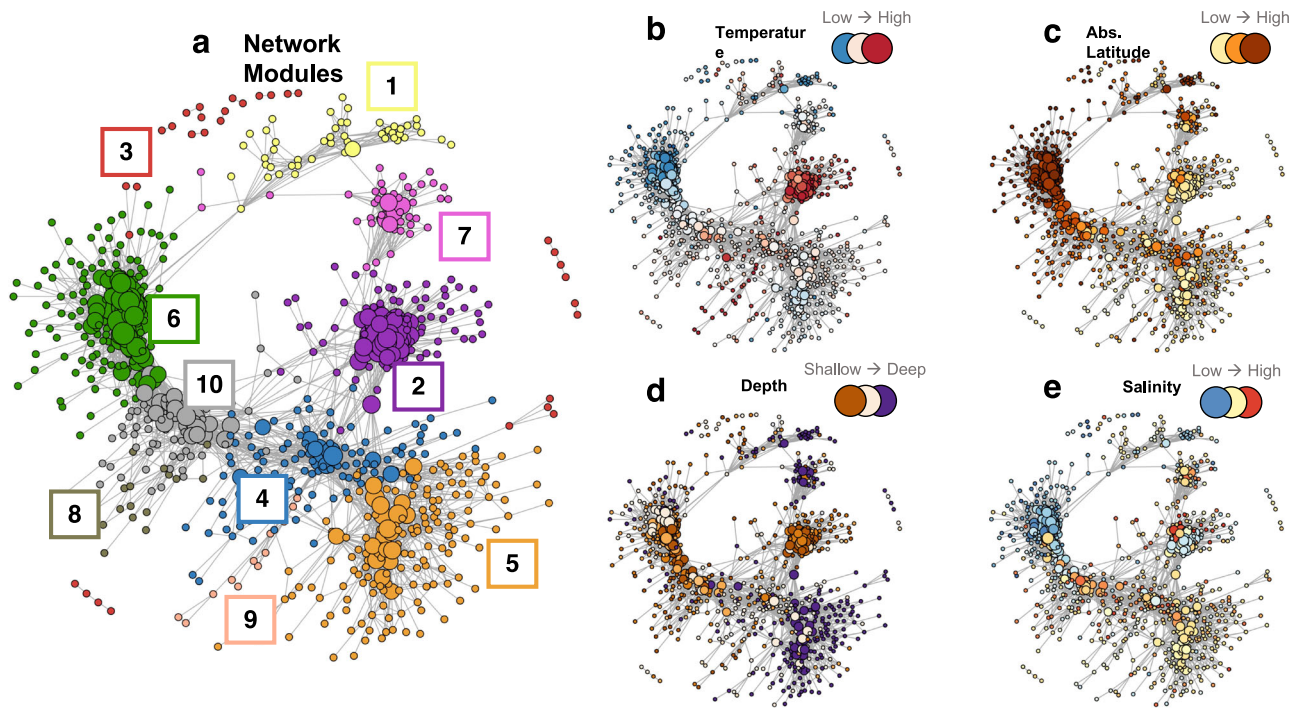 a Network
Modules
1
3
7
6
10
2
4
8
5
9
b Temperatur
e
Low → High
c Abs.
Latitude
Low → High
d Depth
Shallow → Deep
e Salinity
Low → High